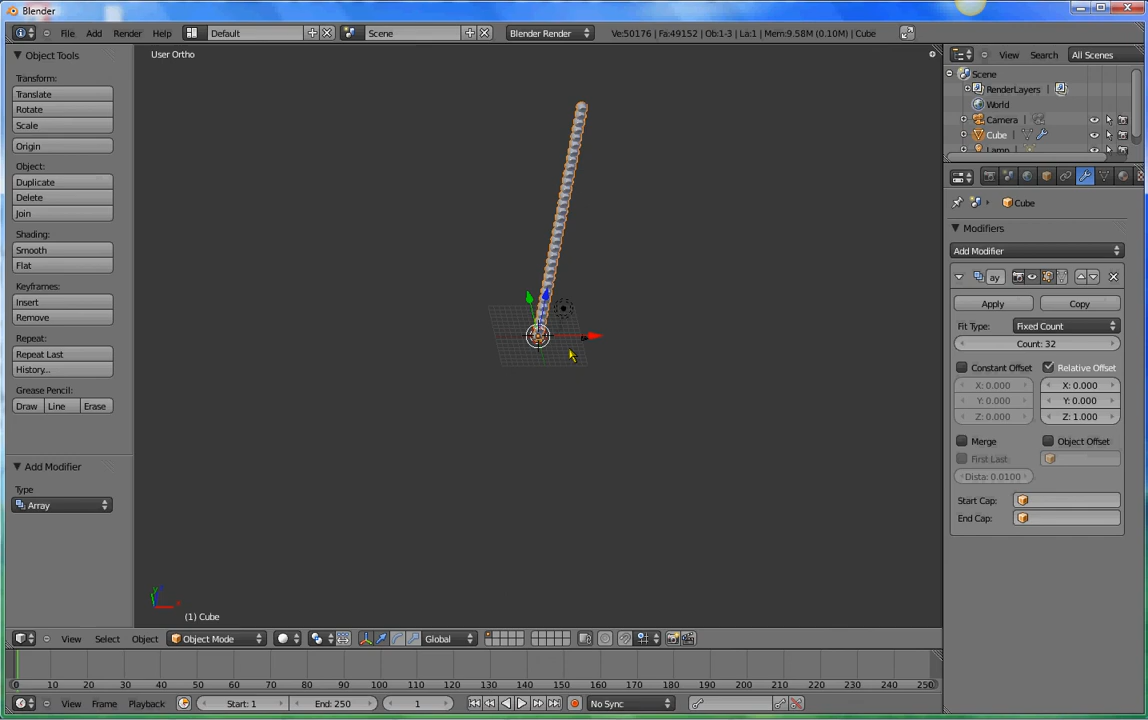 Blender
File Add Render Help Default Scene Blender Render Ve:50176 | Fa:49152 | Ob:1-3 | La:1 | Mem:9.58M (0.10M) | Cube
Object Tools
Transform:
Translate
Rotate
Scale
Origin
Object:
Duplicate
Delete
Join
Shading:
Smooth
Flat
Keyframes:
Insert
Remove
Repeat:
Repeat Last
History...
Grease Pencil:
Draw Line Erase
Add Modifier
Type
Array
User Ortho
(1) Cube
View Search All Scenes
Scene
RenderLayers
World
Camera
Cube
Lamp
Cube
Modifiers
Add Modifier
ay
Apply Copy
Fit Type: Fixed Count
Count: 32
Constant Offset Relative Offset
X: 0.000 X: 0.000
Y: 0.000 Y: 0.000
Z: 0.000 Z: 1.000
Merge Object Offset
First Last
Dista: 0.0100
Start Cap:
End Cap:
View Select Object Object Mode Global
0 10 20 30 40 50 60 70 80 90 100 110 120 130 140 150 160 170 180 190 200 210 220 230 240 250
View Frame Playback Start: 1 End: 250 1 No Sync